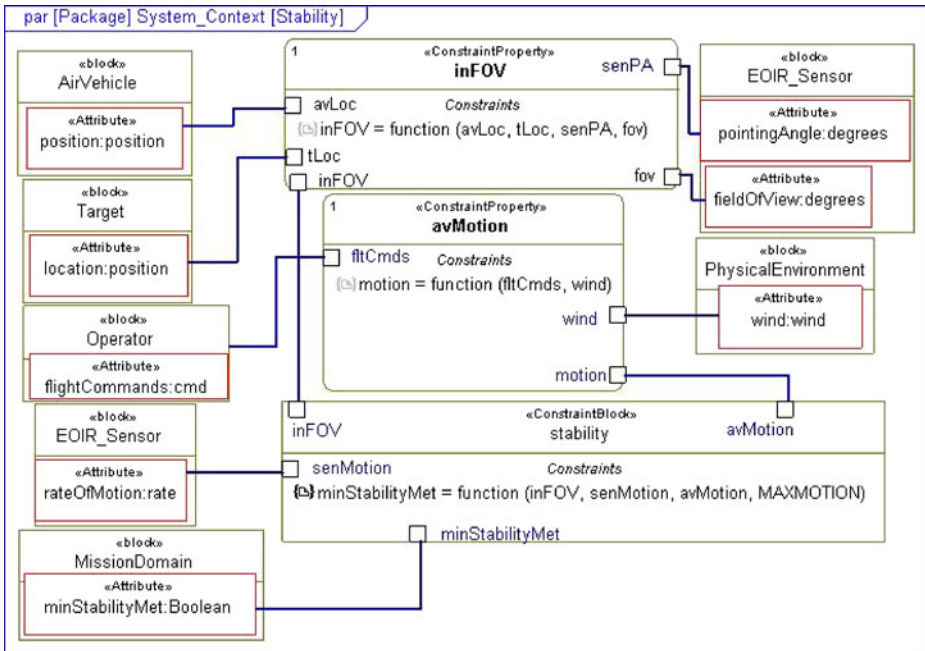 par [Package] System_Context [Stability]
«block»
AirVehicle
«Attribute»
position:position
«block»
Target
«Attribute»
location:position
«block»
Operator
«Attribute»
flightCommands:cmd
«block»
EOIR_Sensor
«Attribute»
rateOfMotion:rate
«block»
MissionDomain
«Attribute»
minStabilityMet:Boolean
1
«ConstraintProperty»
inFOV
senPA
avLoc
Constraints
inFOV = function (avLoc, tLoc, senPA, fov)
tLoc
inFOV
fov
1
«ConstraintProperty»
avMotion
fltCmds
Constraints
motion = function (fltCmds, wind)
wind
motion
«ConstraintBlock»
stability
inFOV
avMotion
senMotion
Constraints
minStabilityMet = function (inFOV, senMotion, avMotion, MAXMOTION)
minStabilityMet
«block»
EOIR_Sensor
«Attribute»
pointingAngle:degrees
«Attribute»
fieldOfView:degrees
«block»
PhysicalEnvironment
«Attribute»
wind:wind